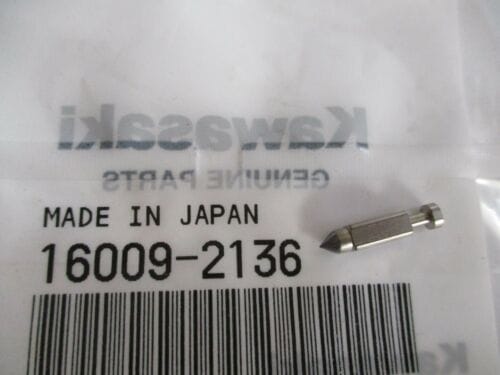 Kawasaki
GENUINE PARTS
MADE IN JAPAN
16009-2136